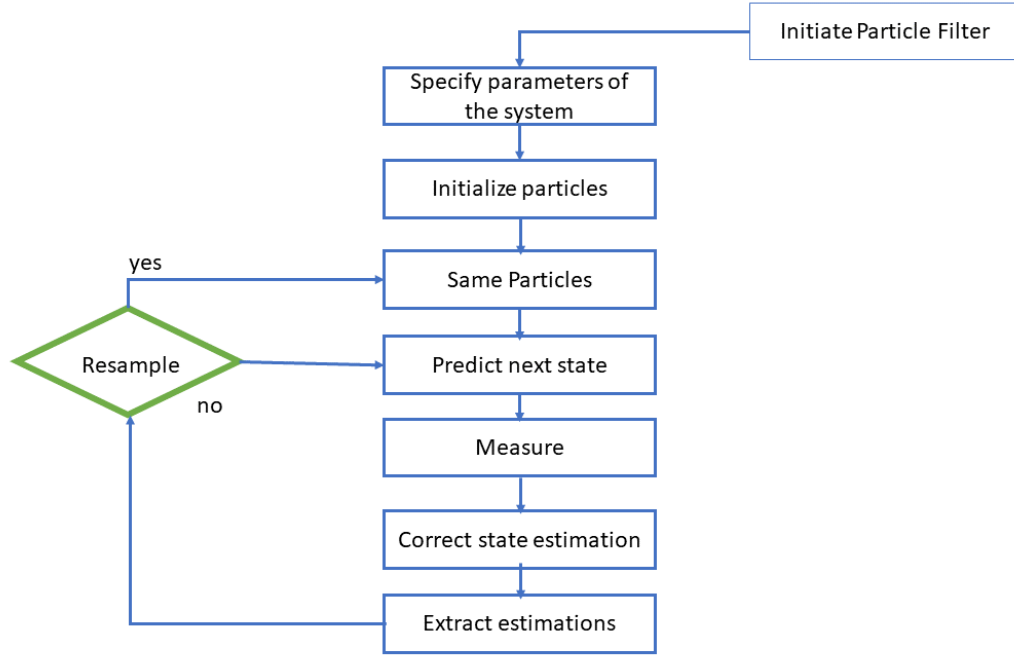 Initiate Particle Filter
Specify parameters of
the system
Initialize particles
yes
Same Particles
Resample
Predict next state
no
Measure
Correct state estimation
Extract estimations